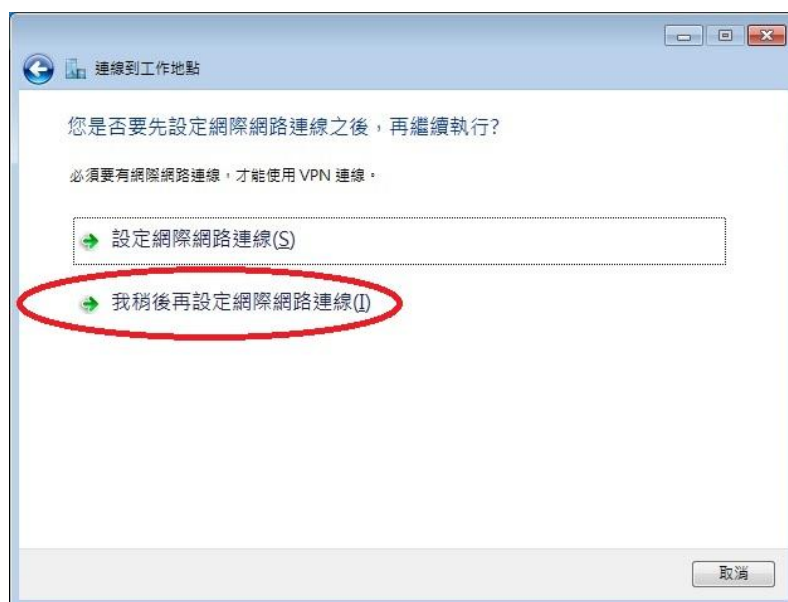 連線到工作地點
您是否要先設定網際網路連線之後，再繼續執行?
必須要有網際網路連線，才能使用 VPN 連線。
設定網際網路連線(S)
我稍後再設定網際網路連線(I)
取消